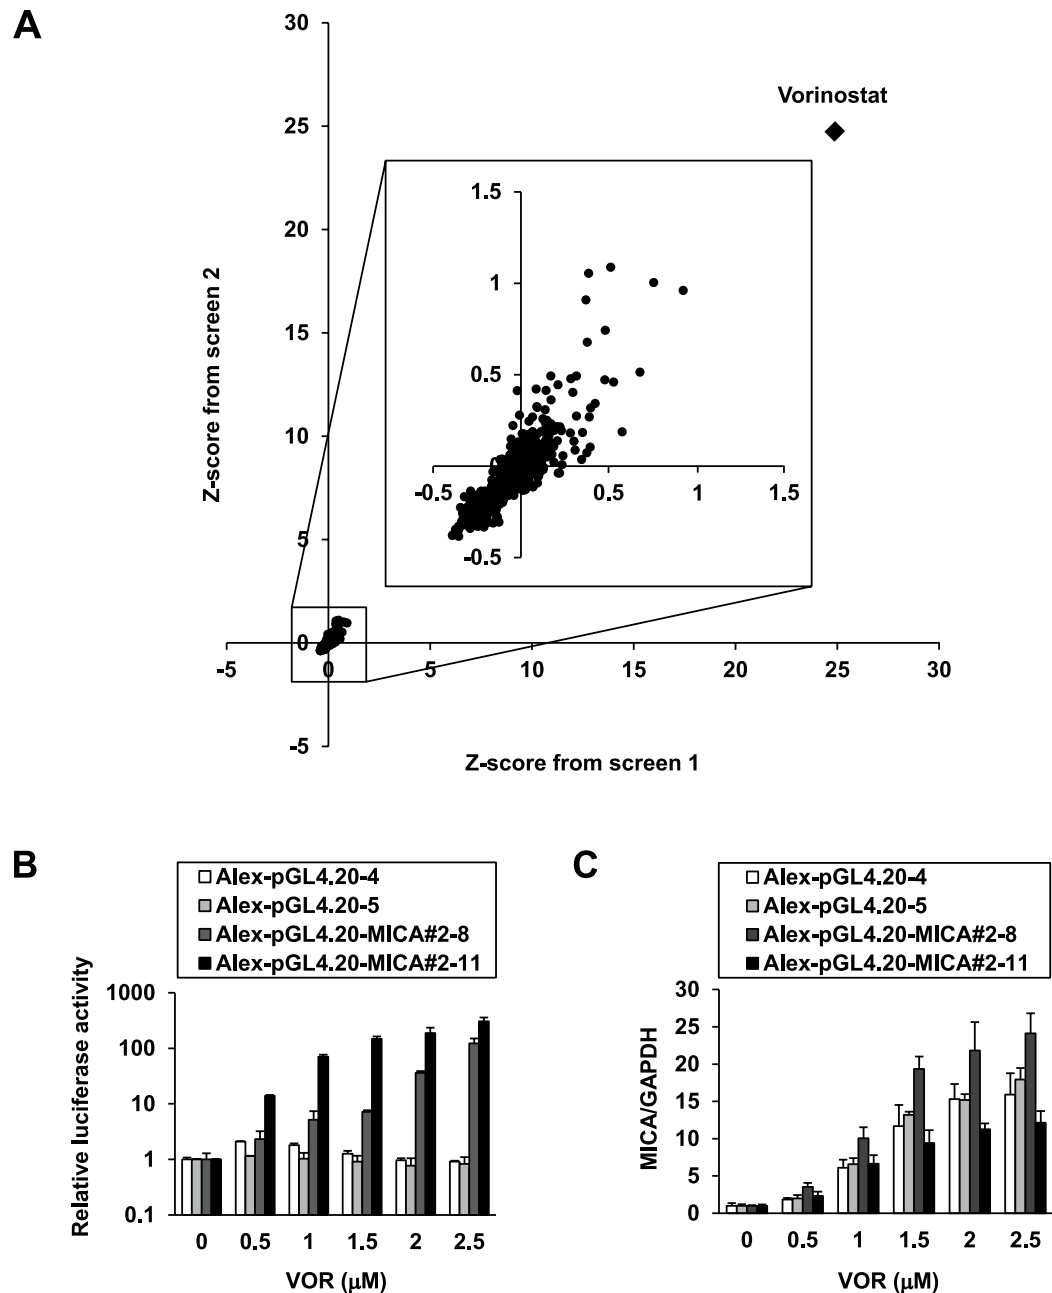 A
30
Vorinostat
25
1.5
20
1
15
0.5
10
-0.5
0.5
1
1.5
5
-0.5
0
-5
0
5
10
15
20
25
30
-5
Z-score from screen 2
Z-score from screen 1
B
Alex-pGL4.20-4
Alex-pGL4.20-5
Alex-pGL4.20-MICA#2-8
Alex-pGL4.20-MICA#2-11
1000
100
10
1
0.1
Relative luciferase activity
0 0.5 1 1.5 2 2.5
VOR (μM)
C
Alex-pGL4.20-4
Alex-pGL4.20-5
Alex-pGL4.20-MICA#2-8
Alex-pGL4.20-MICA#2-11
30
25
20
15
10
5
0
MICA/GAPDH
0 0.5 1 1.5 2 2.5
VOR (μM)